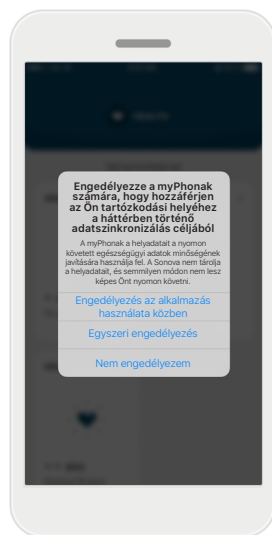 HEALTH
Engedélyezze a myPhonak
számára, hogy hozzáférjen
az Ön tartózkodási helyéhez
a háttérben történő
adatszinkronizálás céljából
A myPhonak a helyadatait a nyomon
követett egészségügyi adatok minőségének
javítására használja fel. A Sonova nem tárolja
a helyadatait, és semmilyen módon nem lesz
képes Önt nyomon követni.
Engedélyezés az alkalmazás
használata közben
Egyszeri engedélyezés
Nem engedélyezem